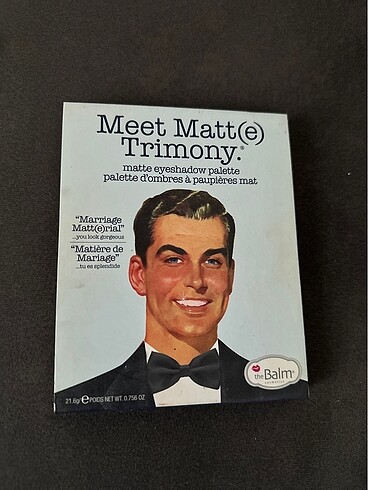 Meet Matt(e)
Trimony.®
matte eyeshadow palette
palette d'ombres à paupières mat
"Marriage
Matt(e)rial"
...you look gorgeous
"Matière de
Mariage"
...tu es splendide
theBalm®
cosmetics
21.6g ℮ POIDS NET WT. 0.756 OZ